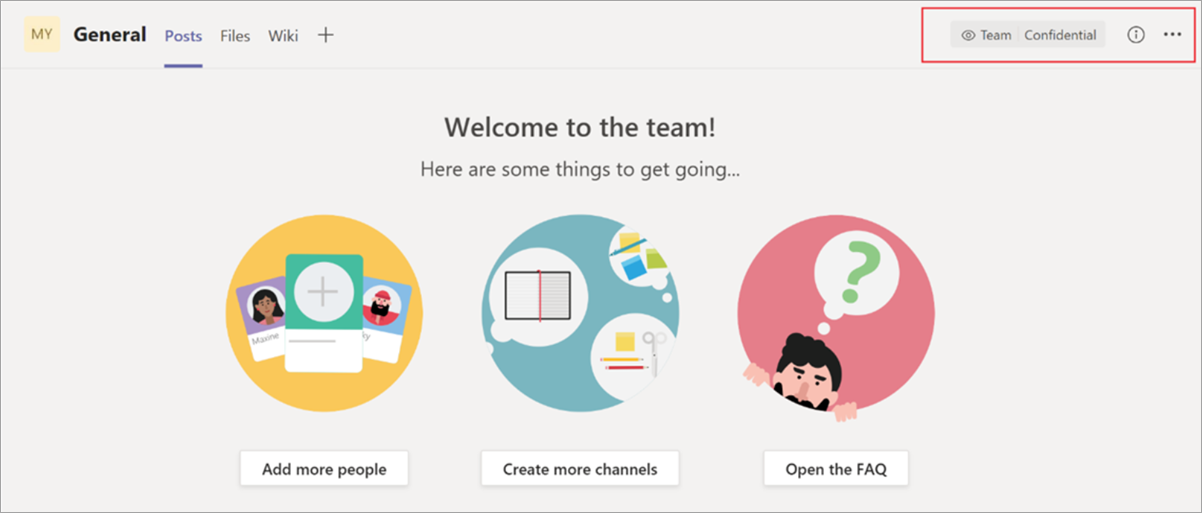 MY General Posts Files Wiki Team Confidential
Welcome to the team!
Here are some things to get going...
Maxine
Add more people Create more channels Open the FAQ